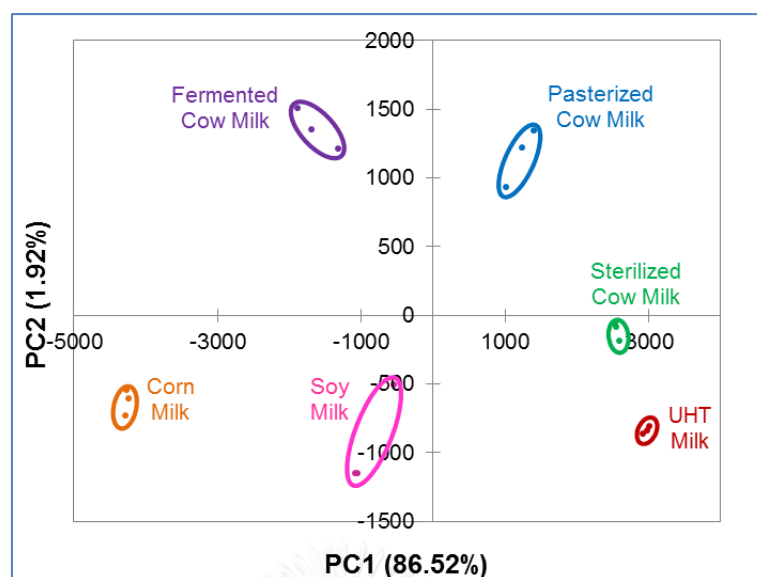 2000
Fermented
Cow Milk
Pasterized
Cow Milk
1500
1000
500
Sterilized
Cow Milk
0
-5000 -3000 -1000 1000 3000
PC2 (1.92%)
-500
Corn
Milk
Soy
Milk
UHT
Milk
-1000
-1500
PC1 (86.52%)